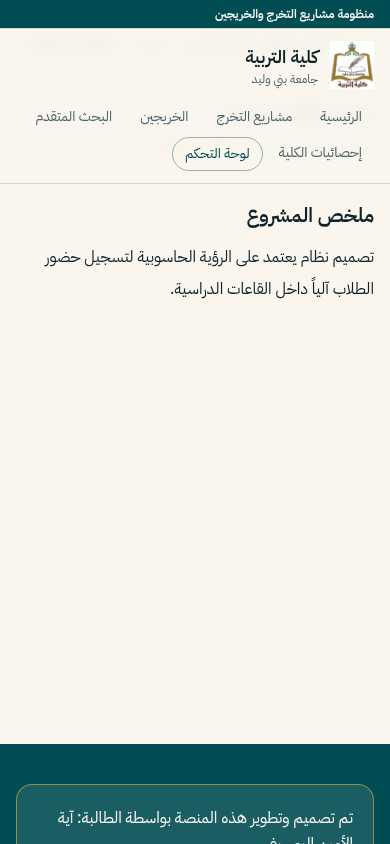 منظومة مشاريع التخرج والخريجين
كلية التربية
جامعة بني وليد
الرئيسية
مشاريع التخرج
الخريجين
البحث المتقدم
إحصائيات الكلية
لوحة التحكم
ملخص المشروع
تصميم نظام يعتمد على الرؤية الحاسوبية لتسجيل حضور
الطلاب آلياً داخل القاعات الدراسية.
تم تصميم وتطوير هذه المنصة بواسطة الطالبة: آية